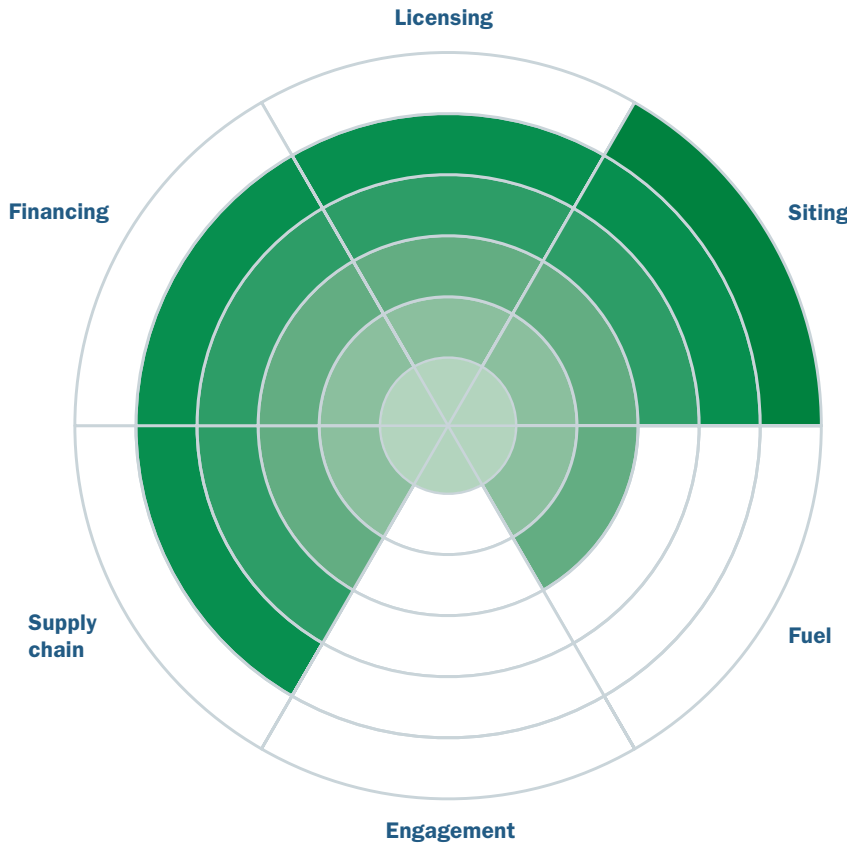 Licensing
Financing
Siting
Supply
chain
Fuel
Engagement